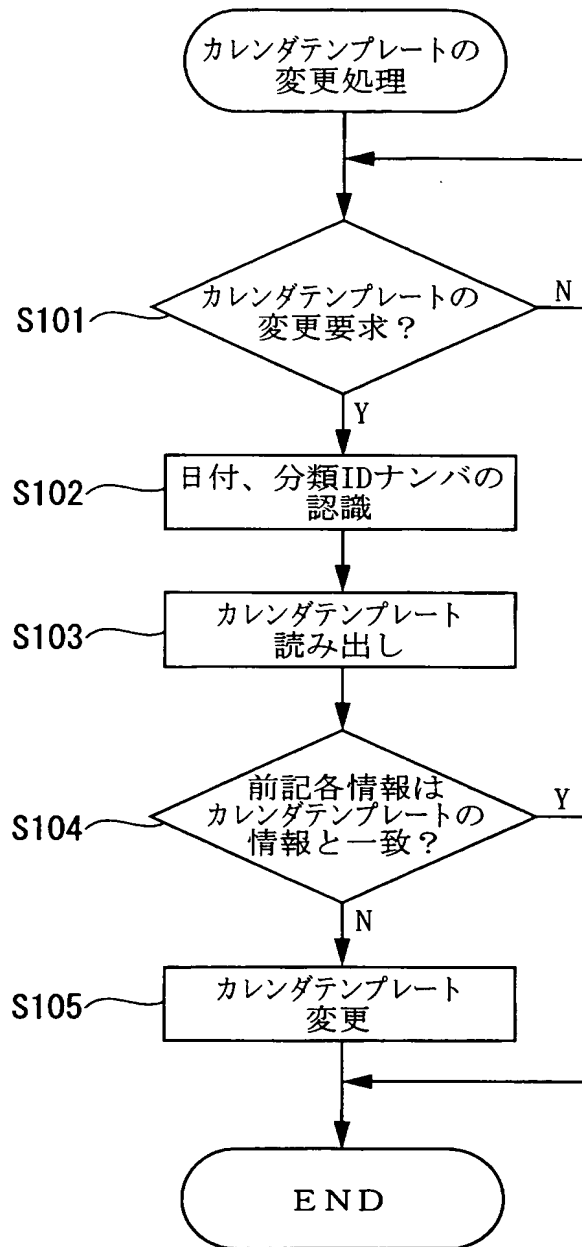 カレンダテンプレートの
変更処理
S101
カレンダテンプレートの
変更要求？
N
Y
S102
日付、分類IDナンバの
認識
S103
カレンダテンプレート
読み出し
S104
前記各情報は
カレンダテンプレートの
情報と一致？
Y
N
S105
カレンダテンプレート
変更
END